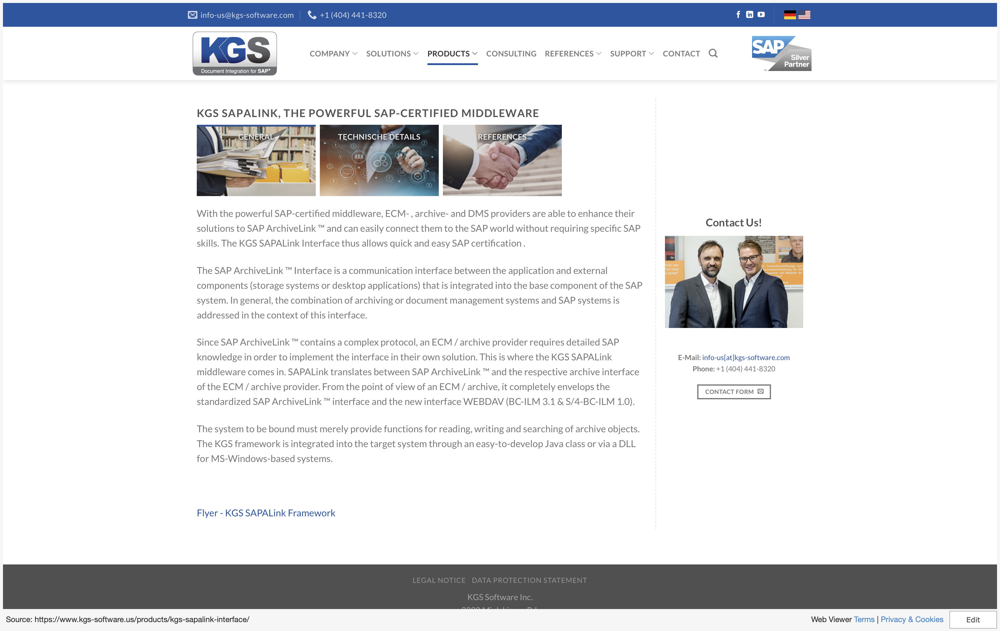 info-us@kgs-software.com
+1 (404) 441-8320
KGS
Document Integration for SAP®
COMPANY
SOLUTIONS
PRODUCTS
CONSULTING
REFERENCES
SUPPORT
CONTACT
SAP
Silver
Partner
TM
KGS SAPALINK, THE POWERFUL SAP-CERTIFIED MIDDLEWARE
GENERAL
TECHNISCHE DETAILS
REFERENCES
With the powerful SAP-certified middleware, ECM- , archive- and DMS providers are able to enhance their
solutions to SAP ArchiveLink ™ and can easily connect them to the SAP world without requiring specific SAP
skills. The KGS SAPALink Interface thus allows quick and easy SAP certification .
The SAP ArchiveLink ™ Interface is a communication interface between the application and external
components (storage systems or desktop applications) that is integrated into the base component of the SAP
system. In general, the combination of archiving or document management systems and SAP systems is
addressed in the context of this interface.
Since SAP ArchiveLink ™ contains a complex protocol, an ECM / archive provider requires detailed SAP
knowledge in order to implement the interface in their own solution. This is where the KGS SAPALink
middleware comes in. SAPALink translates between SAP ArchiveLink ™ and the respective archive interface
of the ECM / archive provider. From the point of view of an ECM / archive, it completely envelops the
standardized SAP ArchiveLink ™ interface and the new interface WEBDAV (BC-ILM 3.1 & S/4-BC-ILM 1.0).
The system to be bound must merely provide functions for reading, writing and searching of archive objects.
The KGS framework is integrated into the target system through an easy-to-develop Java class or via a DLL
for MS-Windows-based systems.
Flyer - KGS SAPALink Framework
Contact Us!
überall
KGS war
ins neue
d sicher!"
E-Mail: info-us[at]kgs-software.com
Phone: +1 (404) 441-8320
CONTACT FORM
LEGAL NOTICE DATA PROTECTION STATEMENT
KGS Software Inc.
Source: https://www.kgs-software.us/products/kgs-sapalink-interface/
Web Viewer Terms | Privacy & Cookies
Edit